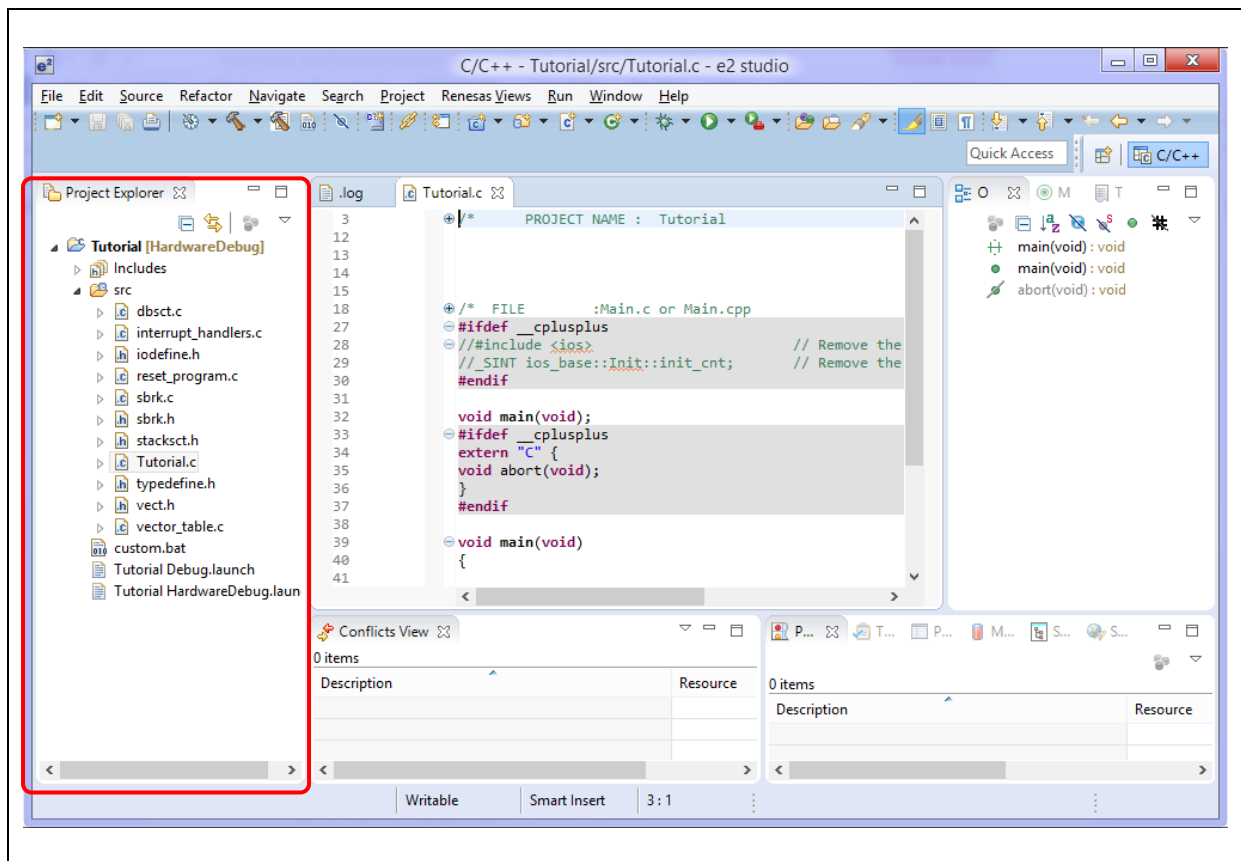 e²
C/C++ - Tutorial/src/Tutorial.c - e2 studio
File Edit Source Refactor Navigate Search Project Renesas Views Run Window Help
Quick Access
C/C++
Project Explorer
Tutorial [HardwareDebug]
Includes
src
dbsct.c
interrupt_handlers.c
iodefine.h
reset_program.c
sbrk.c
sbrk.h
stacksct.h
Tutorial.c
typedefine.h
vect.h
vector_table.c
custom.bat
Tutorial Debug.launch
Tutorial HardwareDebug.laun
.log Tutorial.c
3 /* PROJECT NAME : Tutorial
12
13
14
15
18 /* FILE :Main.c or Main.cpp
27 #ifdef __cplusplus
28 //#include <ios> // Remove the
29 //_SINT ios_base::Init::init_cnt; // Remove the
30 #endif
31
32 void main(void);
33 #ifdef __cplusplus
34 extern "C" {
35 void abort(void);
36 }
37 #endif
38
39 void main(void)
40 {
41
O M T
main(void) : void
main(void) : void
abort(void) : void
Conflicts View
0 items
Description Resource
P... T... P... M... S... S...
0 items
Description Resource
Writable Smart Insert 3 : 1